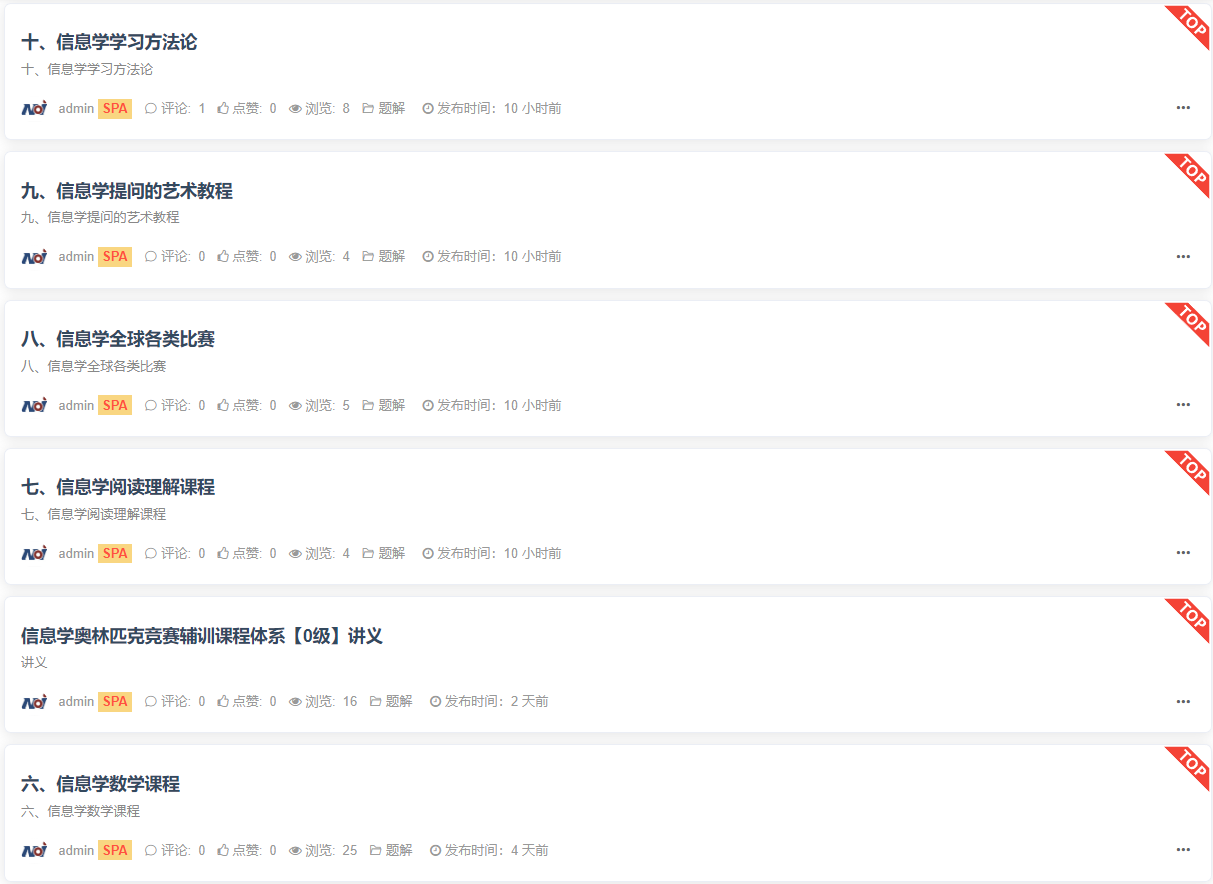 十、信息学学习方法论
TOP
十、信息学学习方法论
NOI admin SPA 评论: 1 点赞: 0 浏览: 8 题解 发布时间: 10 小时前 ···
九、信息学提问的艺术教程
TOP
九、信息学提问的艺术教程
NOI admin SPA 评论: 0 点赞: 0 浏览: 4 题解 发布时间: 10 小时前 ···
八、信息学全球各类比赛
TOP
八、信息学全球各类比赛
NOI admin SPA 评论: 0 点赞: 0 浏览: 5 题解 发布时间: 10 小时前 ···
七、信息学阅读理解课程
TOP
七、信息学阅读理解课程
NOI admin SPA 评论: 0 点赞: 0 浏览: 4 题解 发布时间: 10 小时前 ···
信息学奥林匹克竞赛辅训课程体系【0级】讲义
TOP
讲义
NOI admin SPA 评论: 0 点赞: 0 浏览: 16 题解 发布时间: 2 天前 ···
六、信息学数学课程
TOP
六、信息学数学课程
NOI admin SPA 评论: 0 点赞: 0 浏览: 25 题解 发布时间: 4 天前 ···